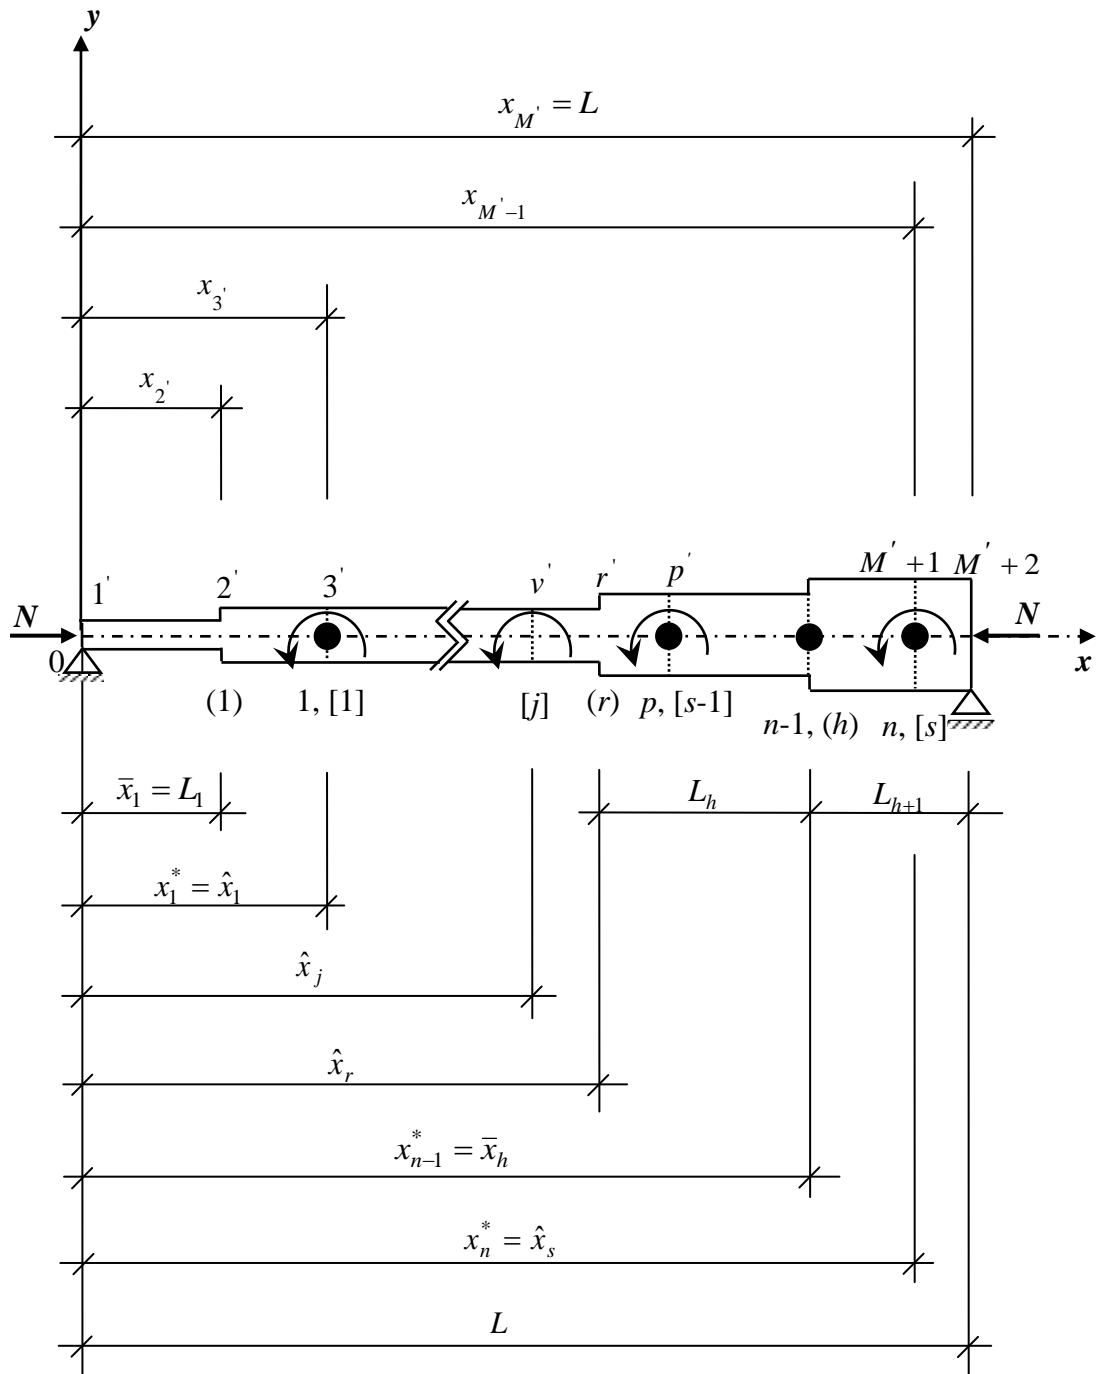 y
x_{M'} = L
x_{M'-1}
x_{3'}
x_{2'}
1' 2' 3' v' r' p' M' + 1 M' + 2
N N
0 x
(1) 1, [1] [j] (r) p, [s-1] n-1, (h) n, [s]
x̄_1 = L_1 L_h L_{h+1}
x_1^* = x̂_1
x̂_j
x̂_r
x_{n-1}^* = x̄_h
x_n^* = x̂_s
L